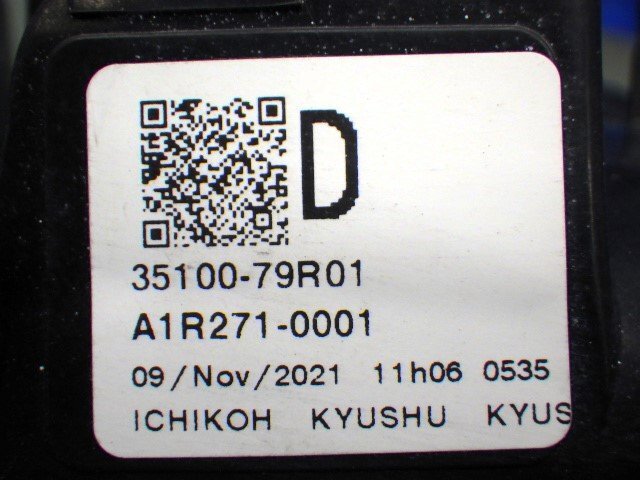 D
35100-79R01
A1R271-0001
09/Nov/2021 11h06 0535
ICHIKOH KYUSHU KYUS